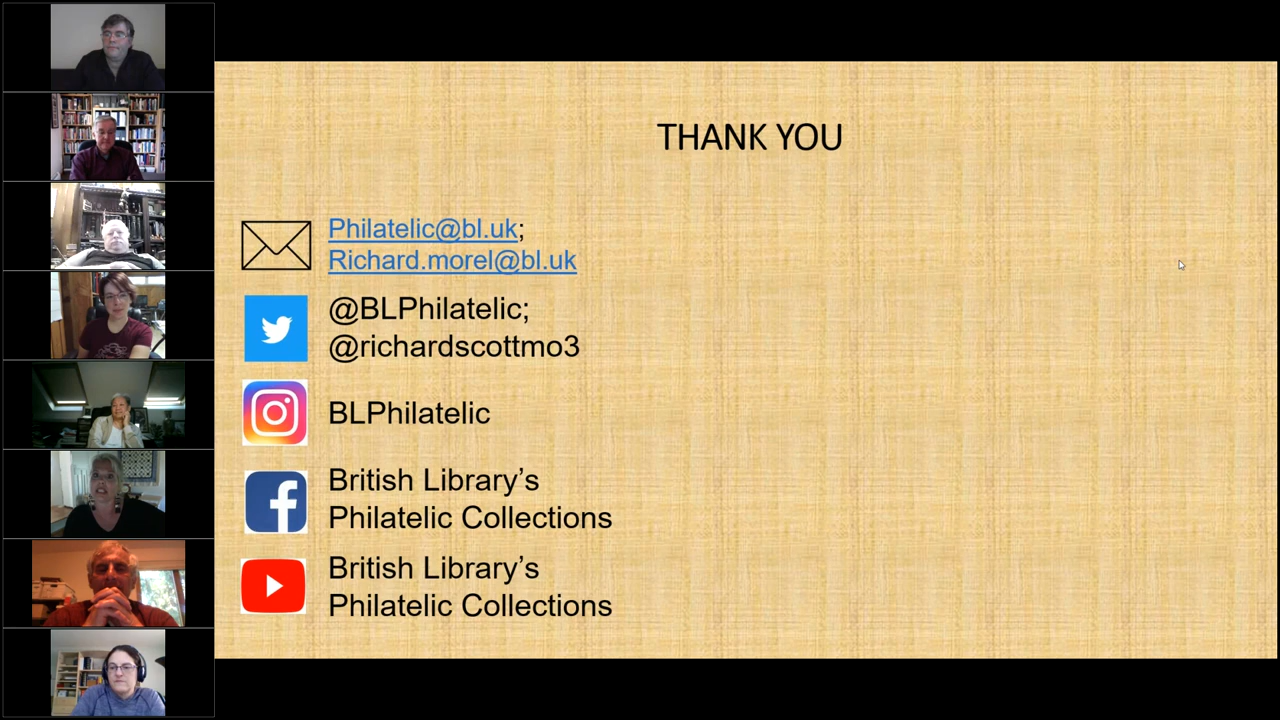 THANK YOU
Philatelic@bl.uk;
Richard.morel@bl.uk
@BLPhilatelic;
@richardscottmo3
BLPhilatelic
British Library’s
Philatelic Collections
British Library’s
Philatelic Collections